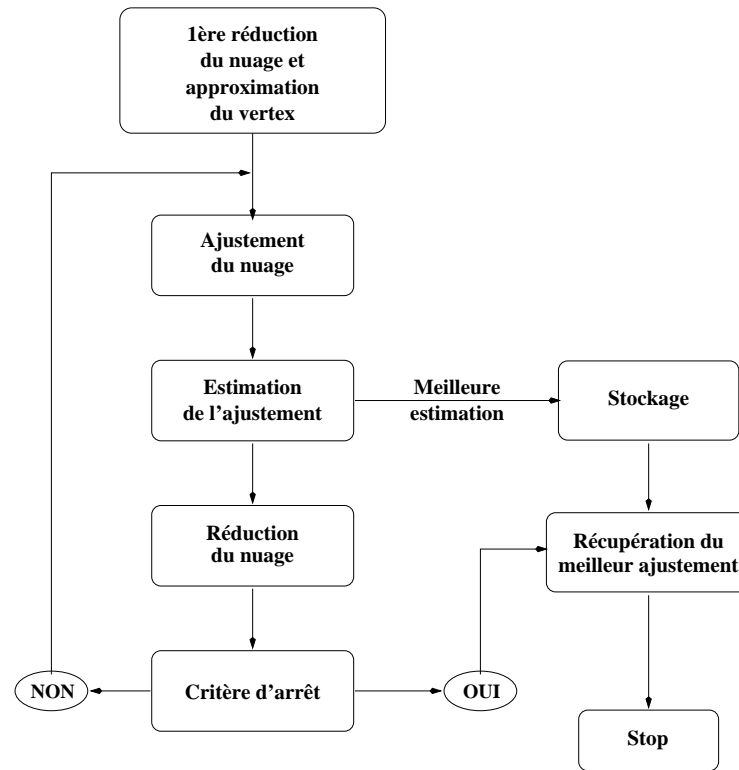 1ère réduction
du nuage et
approximation
du vertex
Ajustement
du nuage
Estimation
de l'ajustement
Meilleure
estimation
Stockage
Réduction
du nuage
Récupération du
meilleur ajustement
NON
Critère d'arrêt
OUI
Stop